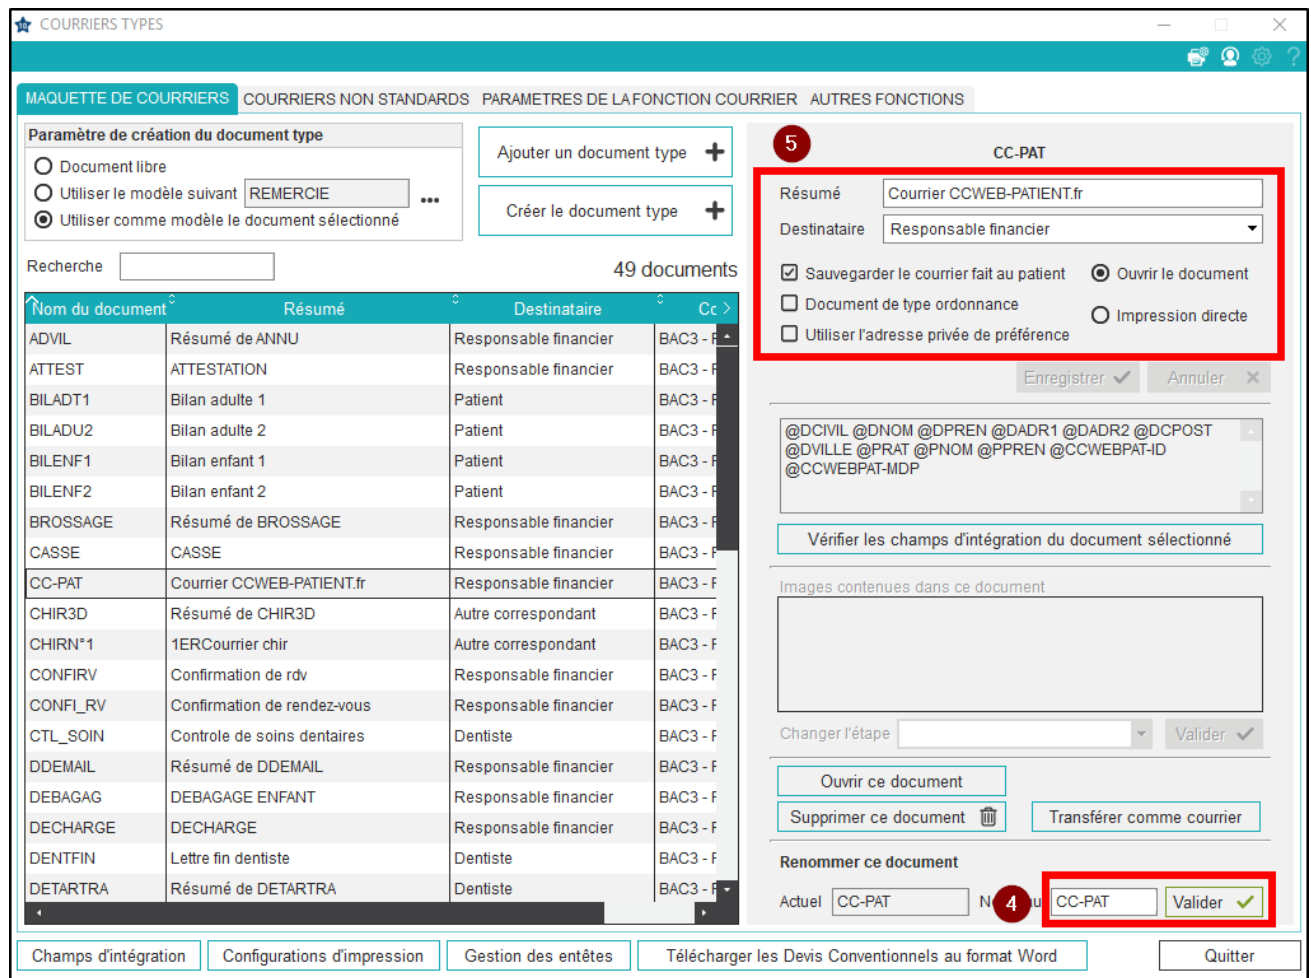 COURRIERS TYPES
MAQUETTE DE COURRIERS COURRIERS NON STANDARDS PARAMETRES DE LA FONCTION COURRIER AUTRES FONCTIONS
Paramètre de création du document type
Document libre
Utiliser le modèle suivant REMERCIE ...
Utiliser comme modèle le document sélectionné
Ajouter un document type
Créer le document type
Recherche
49 documents
Nom du document Résumé Destinataire
ADVIL Résumé de ANNU Responsable financier BAC3 - F
ATTEST ATTESTATION Responsable financier BAC3 - F
BILADT1 Bilan adulte 1 Patient BAC3 - F
BILADU2 Bilan adulte 2 Patient BAC3 - F
BILENF1 Bilan enfant 1 Patient BAC3 - F
BILENF2 Bilan enfant 2 Patient BAC3 - F
BROSSAGE Résumé de BROSSAGE Responsable financier BAC3 - F
CASSE CASSE Responsable financier BAC3 - F
CC-PAT Courrier CCWEB-PATIENT.fr Responsable financier BAC3 - F
CHIR3D Résumé de CHIR3D Autre correspondant BAC3 - F
CHIRN°1 1ERCourrier chir Autre correspondant BAC3 - F
CONFIRV Confirmation de rdv Responsable financier BAC3 - F
CONFI_RV Confirmation de rendez-vous Responsable financier BAC3 - F
CTL_SOIN Controle de soins dentaires Dentiste BAC3 - F
DDEMAIL Résumé de DDEMAIL Responsable financier BAC3 - F
DEBAGAG DEBAGAGE ENFANT Responsable financier BAC3 - F
DECHARGE DECHARGE Responsable financier BAC3 - F
DENTFIN Lettre fin dentiste Dentiste BAC3 - F
DETARTRA Résumé de DETARTRA Dentiste BAC3 - F
5
CC-PAT
Résumé Courrier CCWEB-PATIENT.fr
Destinataire Responsable financier
Sauvegarder le courrier fait au patient Ouvrir le document
Document de type ordonnance Impression directe
Utiliser l'adresse privée de préférence
Enregistrer Annuler
@DCIVIL @DNOM @DPREN @DADR1 @DADR2 @DCPOST
@DVILLE @PRAT @PNOM @PPREN @CCWEBPAT-ID
@CCWEBPAT-MDP
Vérifier les champs d'intégration du document sélectionné
Images contenues dans ce document
Changer l'étape Valider
Ouvrir ce document
Supprimer ce document Transférer comme courrier
Renommer ce document
Actuel CC-PAT 4 CC-PAT Valider
Champs d'intégration Configurations d'impression Gestion des entêtes Télécharger les Devis Conventionnels au format Word Quitter